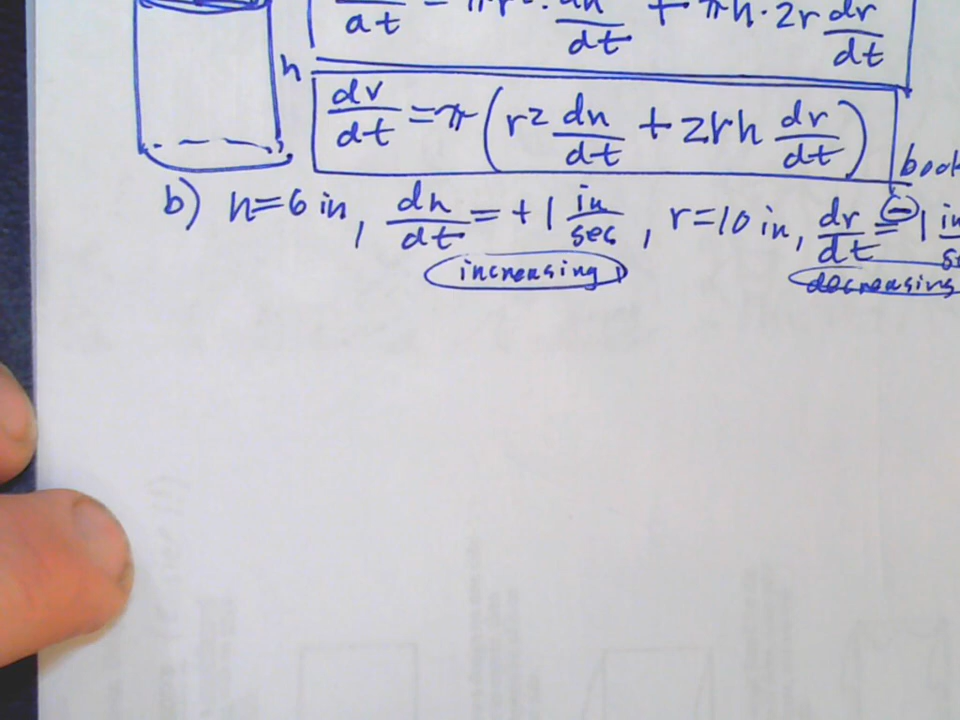 dt = πr²·dh/dt + πh·2r dr/dt
h
dv/dt = π(r² dh/dt + 2rh dr/dt)
book
b) h=6 in, dh/dt = +1 in/sec, r=10 in, dr/dt = -1 in/s
increasing decreasing